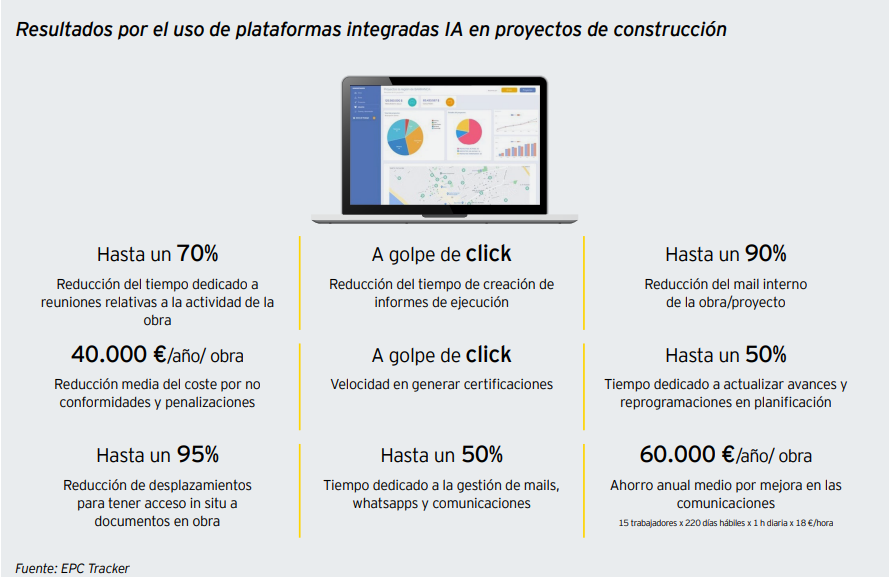 Resultados por el uso de plataformas integradas IA en proyectos de construcción
Hasta un 70%
Reducción del tiempo dedicado a
reuniones relativas a la actividad de la
obra
A golpe de click
Reducción del tiempo de creación de
informes de ejecución
Hasta un 90%
Reducción del mail interno
de la obra/proyecto
40.000 €/año/ obra
Reducción media del coste por no
conformidades y penalizaciones
A golpe de click
Velocidad en generar certificaciones
Hasta un 50%
Tiempo dedicado a actualizar avances y
reprogramaciones en planificación
Hasta un 95%
Reducción de desplazamientos
para tener acceso in situ a
documentos en obra
Hasta un 50%
Tiempo dedicado a la gestión de mails,
whatsapps y comunicaciones
60.000 €/año/ obra
Ahorro anual medio por mejora en las
comunicaciones
15 trabajadores x 220 días hábiles x 1 h diaria x 18 €/hora
Fuente: EPC Tracker